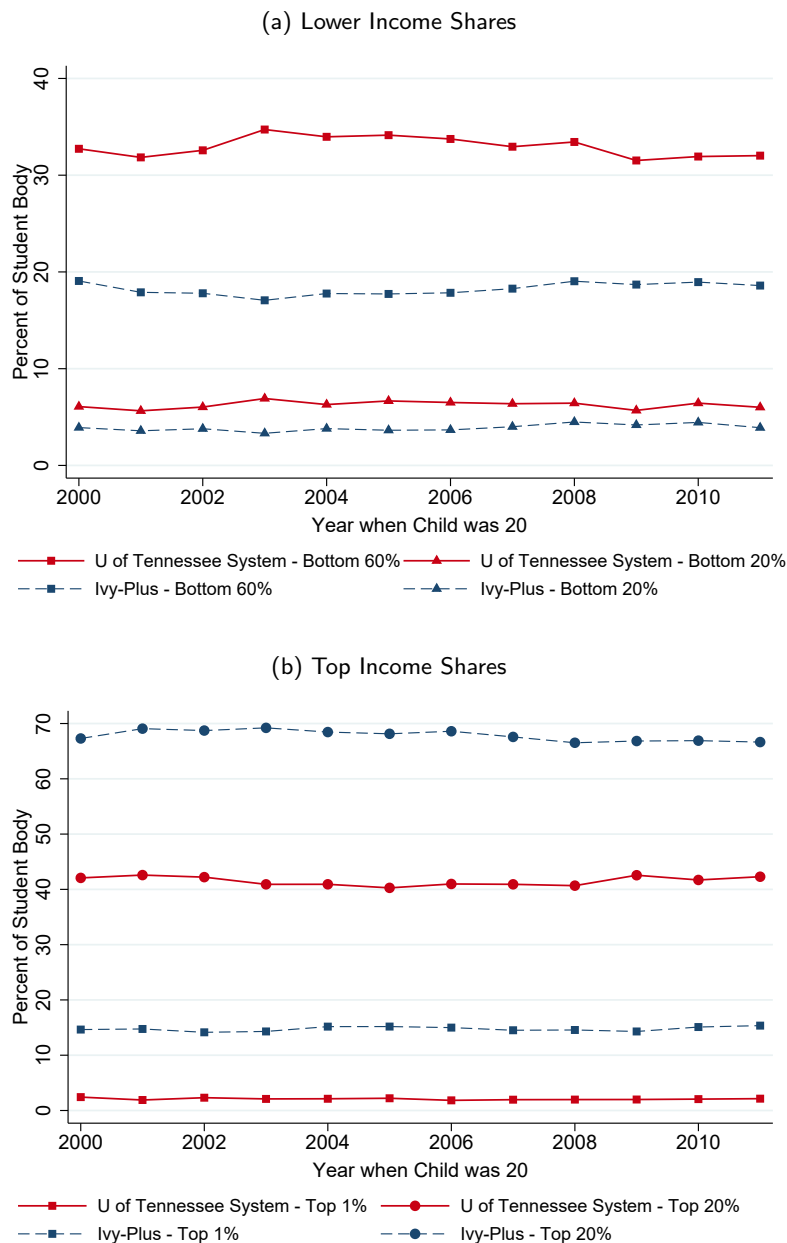 (a) Lower Income Shares
Percent of Student Body
40
30
20
10
0
2000 2002 2004 2006 2008 2010
Year when Child was 20
U of Tennessee System - Bottom 60% U of Tennessee System - Bottom 20%
Ivy-Plus - Bottom 60% Ivy-Plus - Bottom 20%
(b) Top Income Shares
Percent of Student Body
70
60
50
40
30
20
10
0
2000 2002 2004 2006 2008 2010
Year when Child was 20
U of Tennessee System - Top 1% U of Tennessee System - Top 20%
Ivy-Plus - Top 1% Ivy-Plus - Top 20%